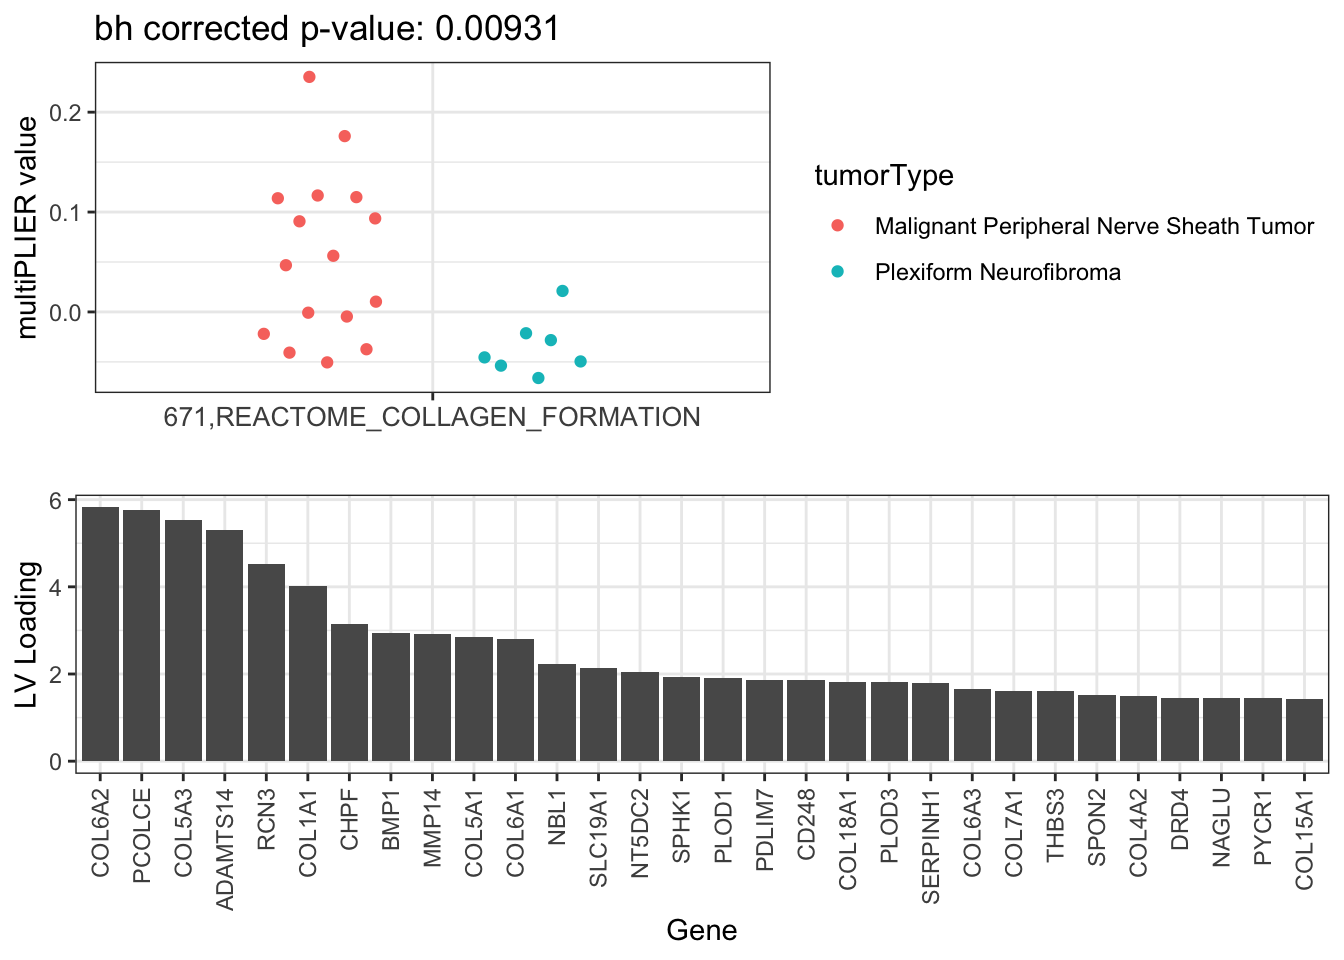 bh corrected p-value: 0.00931
multiPLIER value
0.2
0.1
0.0
671,REACTOME_COLLAGEN_FORMATION
tumorType
Malignant Peripheral Nerve Sheath Tumor
Plexiform Neurofibroma
LV Loading
6
4
2
0
COL6A2
PCOLCE
COL5A3
ADAMTS14
RCN3
COL1A1
CHPF
BMP1
MMP14
COL5A1
COL6A1
NBL1
SLC19A1
NT5DC2
SPHK1
PLOD1
PDLIM7
CD248
COL18A1
PLOD3
SERPINH1
COL6A3
COL7A1
THBS3
SPON2
COL4A2
DRD4
NAGLU
PYCR1
COL15A1
Gene